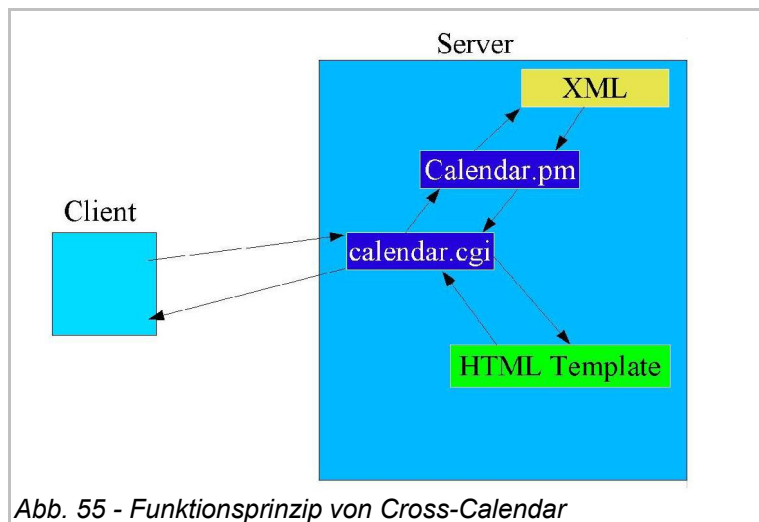 Server
XML
Calendar.pm
Client
calendar.cgi
HTML Template
Abb. 55 - Funktionsprinzip von Cross-Calendar